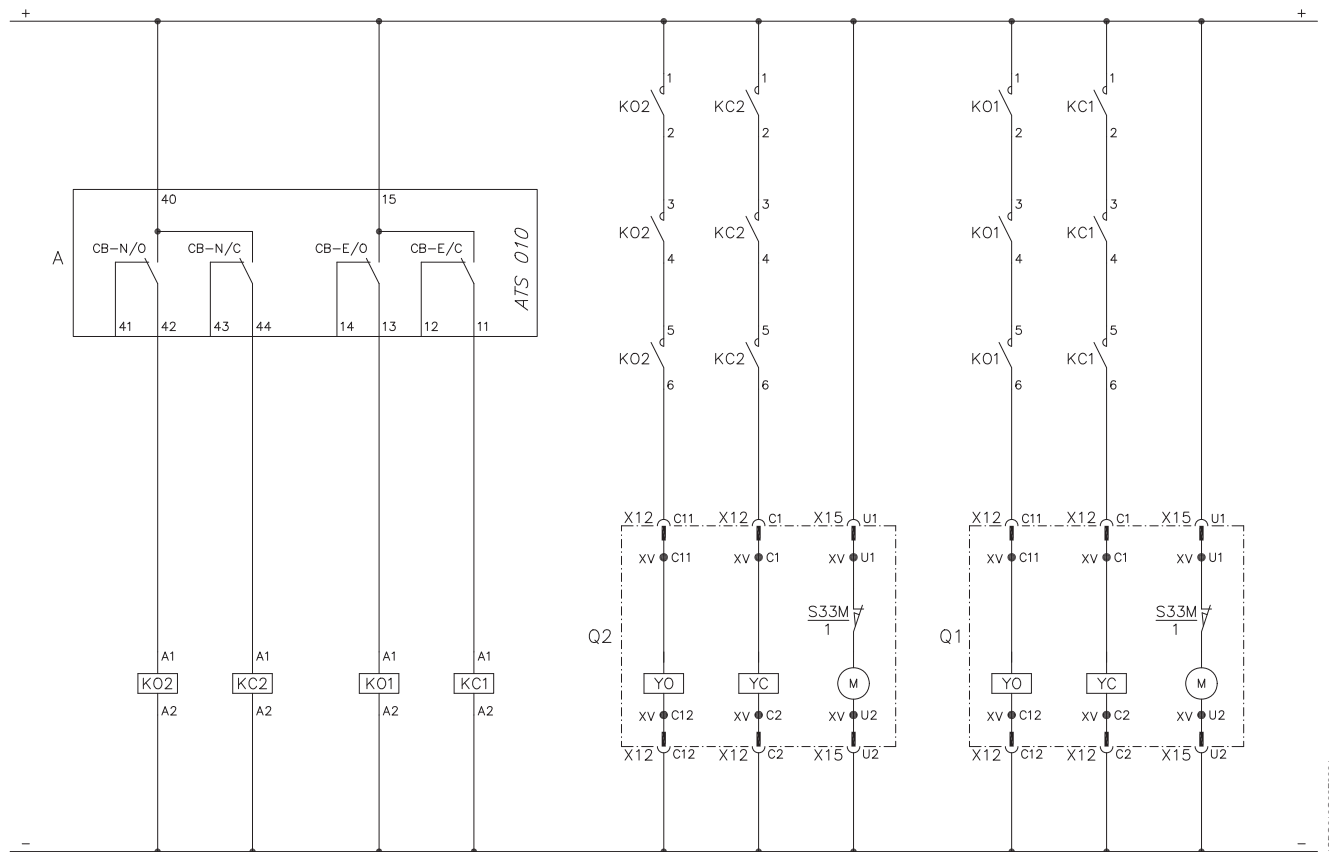 + +
1 1 1 1
KO2 KC2 KO1 KC1
2 2 2 2
40 15
3 3 3 3
KO2 KC2 KO1 KC1
4 4 4 4
A CB-N/O CB-N/C CB-E/O CB-E/C ATS 010
41 42 43 44 14 13 12 11
5 5 5 5
KO2 KC2 KO1 KC1
6 6 6 6
X12 C11 X12 C1 X15 U1 X12 C11 X12 C1 X15 U1
XV C11 XV C1 XV U1 XV C11 XV C1 XV U1
S33M S33M
1 1
Q2 Q1
A1 A1 A1 A1
KO2 KC2 KO1 KC1 YO YC M YO YC M
A2 A2 A2 A2
XV C12 XV C2 XV U2 XV C12 XV C2 XV U2
X12 C12 X12 C2 X15 U2 X12 C12 X12 C2 X15 U2
- -